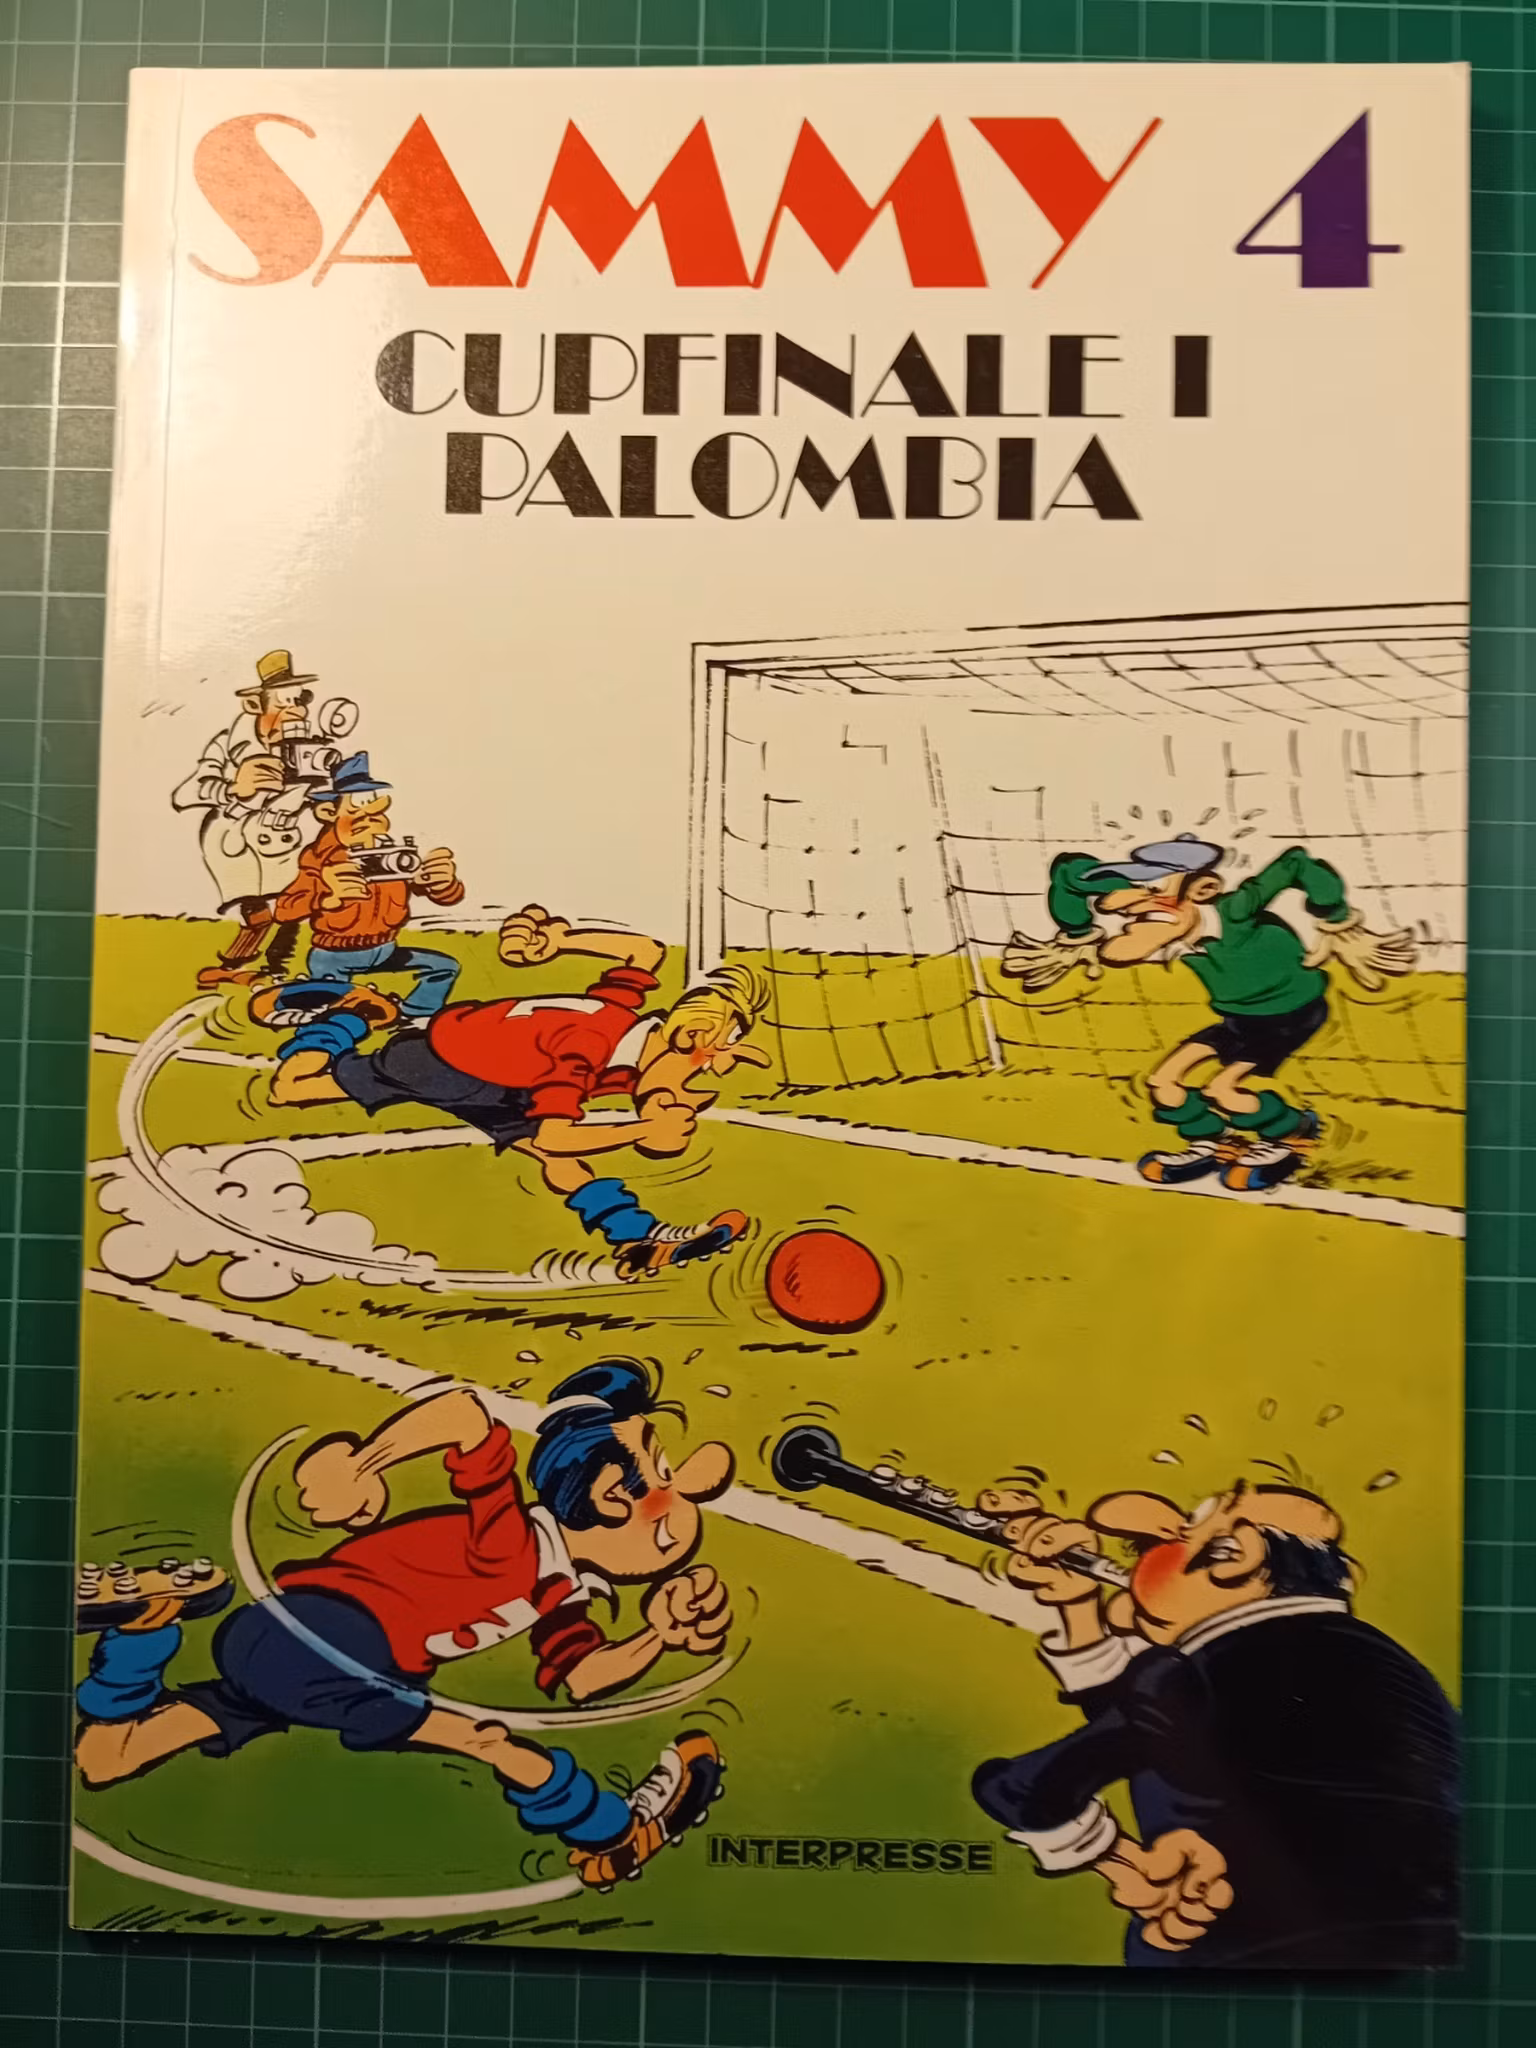 SAMMY 4
CUPFINALE I
PALOMBIA
INTERPRESSE